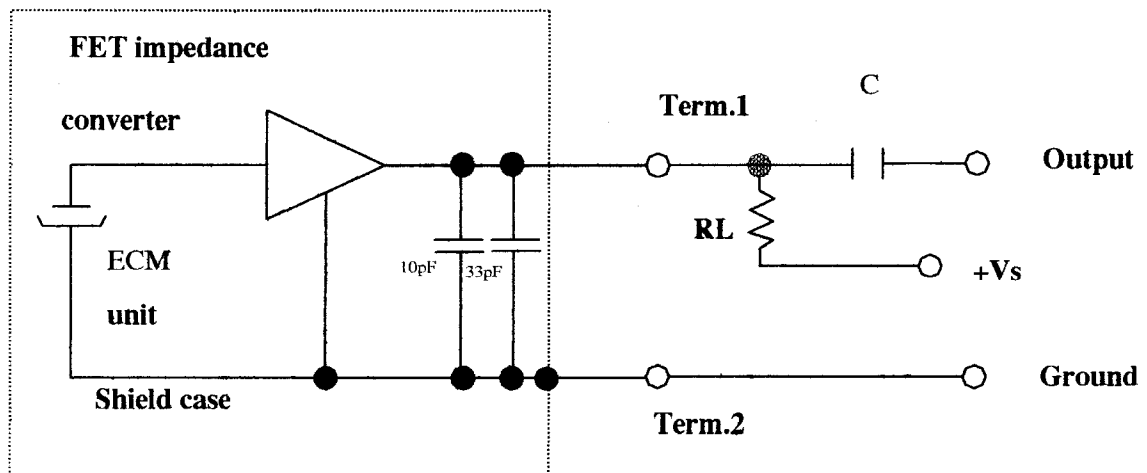 FET impedance
converter
ECM
unit
Shield case
10pF
33pF
Term.1
C
Output
RL
+Vs
Ground
Term.2